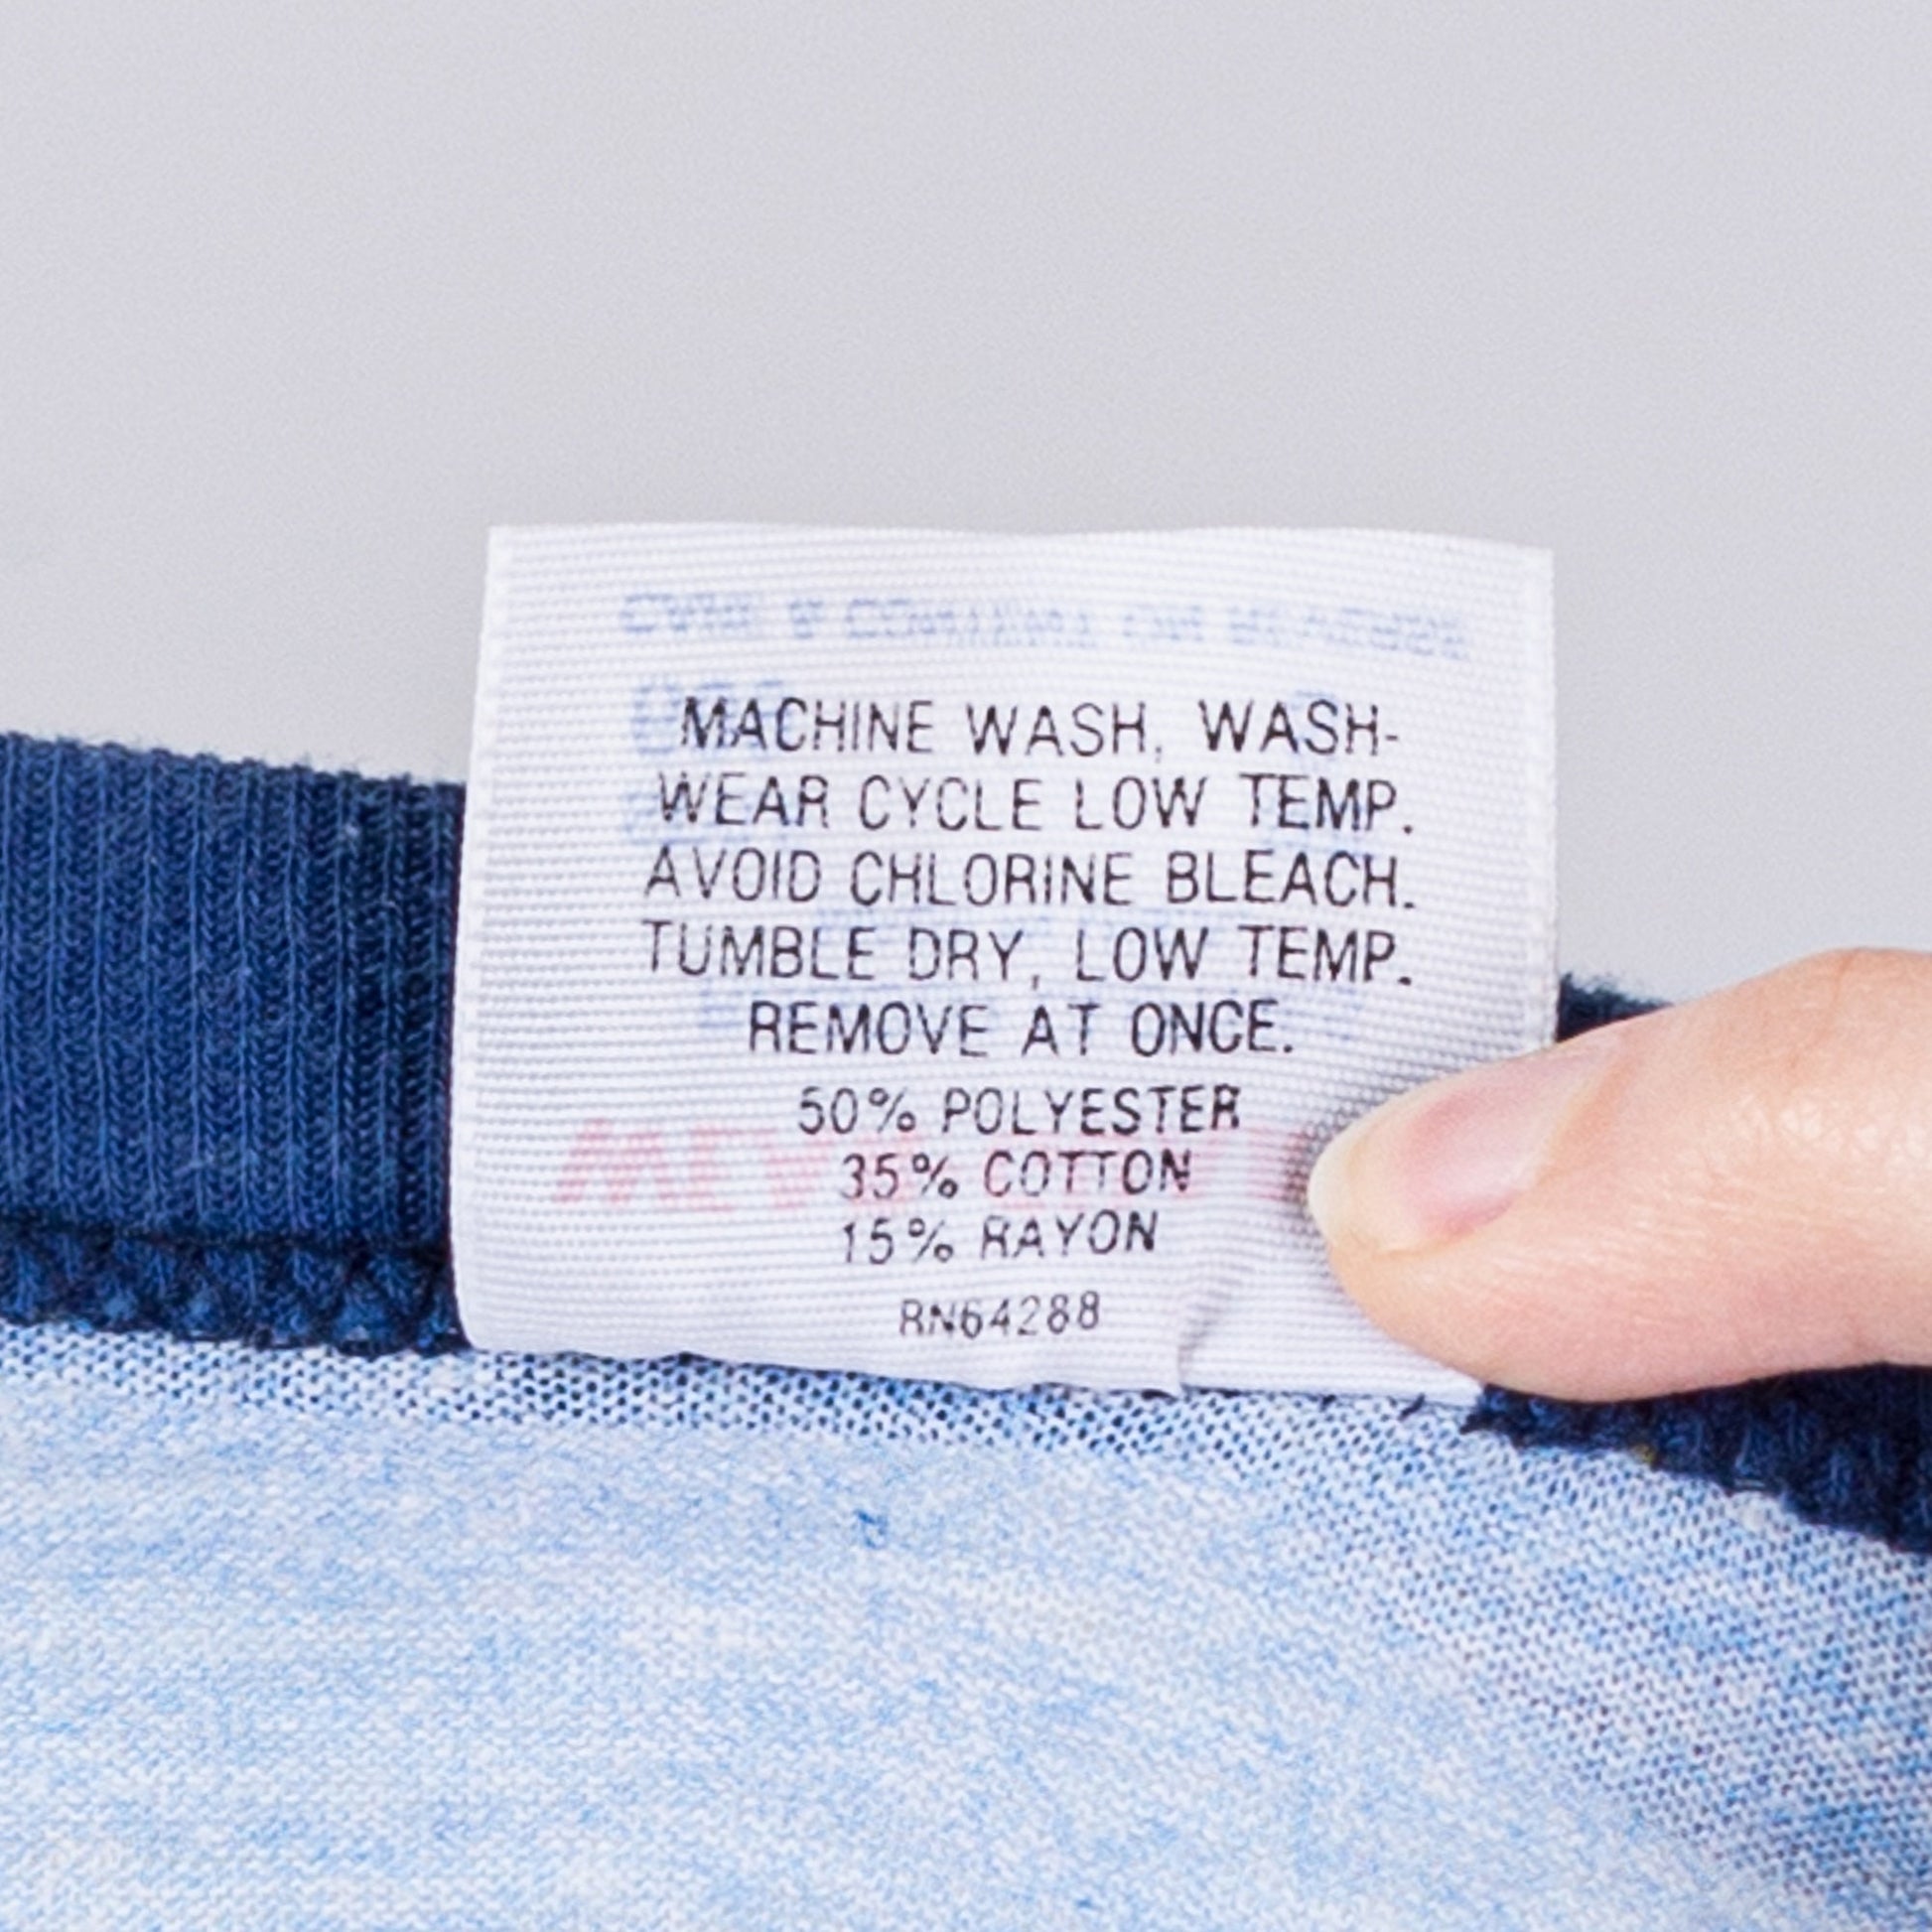 MACHINE WASH, WASH-
WEAR CYCLE LOW TEMP.
AVOID CHLORINE BLEACH.
TUMBLE DRY, LOW TEMP.
REMOVE AT ONCE.
50% POLYESTER
35% COTTON
15% RAYON
RN64288